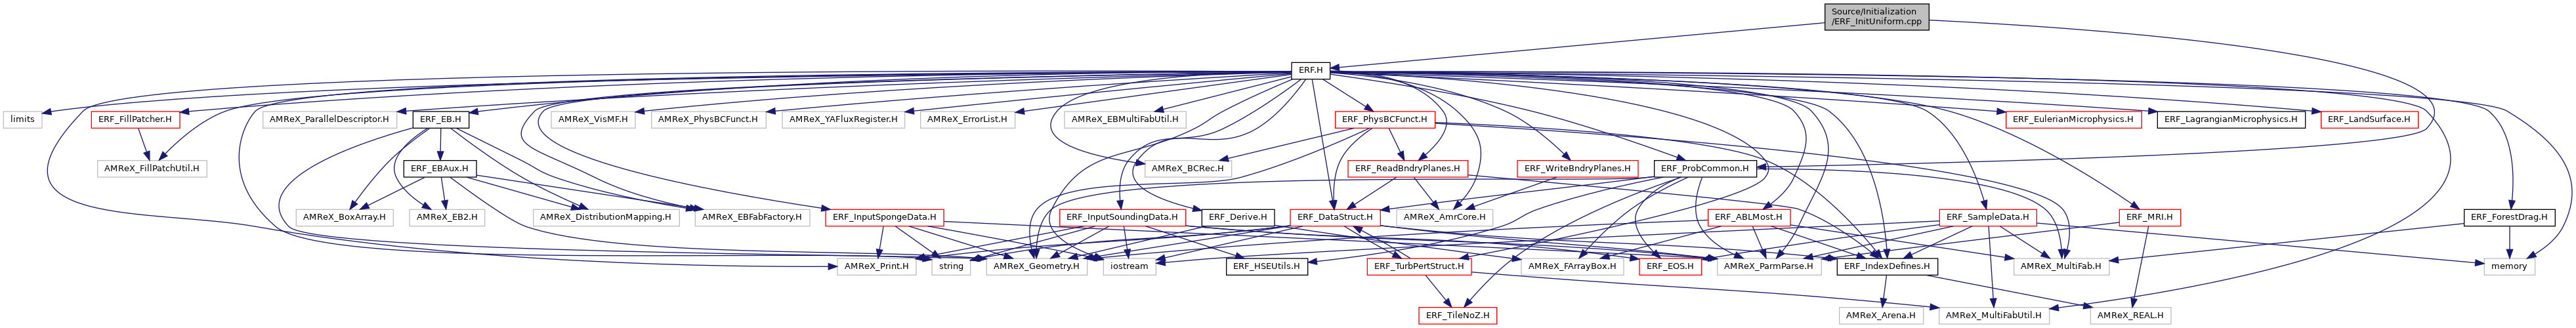 Source/Initialization
/ERF_InitUniform.cpp
ERF.H
limits
ERF_FillPatcher.H
AMReX_ParallelDescriptor.H
ERF_EB.H
AMReX_VisMF.H
AMReX_PhysBCFunct.H
AMReX_YAFluxRegister.H
AMReX_ErrorList.H
AMReX_EBMultiFabUtil.H
ERF_PhysBCFunct.H
ERF_EulerianMicrophysics.H
ERF_LagrangianMicrophysics.H
ERF_LandSurface.H
AMReX_FillPatchUtil.H
ERF_EBAux.H
AMReX_BCRec.H
ERF_ReadBndryPlanes.H
ERF_WriteBndryPlanes.H
ERF_ProbCommon.H
AMReX_BoxArray.H
AMReX_EB2.H
AMReX_DistributionMapping.H
AMReX_EBFabFactory.H
ERF_InputSpongeData.H
ERF_InputSoundingData.H
ERF_Derive.H
ERF_DataStruct.H
AMReX_AmrCore.H
ERF_ABLMost.H
ERF_SampleData.H
ERF_MRI.H
ERF_ForestDrag.H
AMReX_Print.H
string
AMReX_Geometry.H
iostream
ERF_HSEUtils.H
ERF_TurbPertStruct.H
AMReX_FArrayBox.H
ERF_EOS.H
AMReX_ParmParse.H
ERF_IndexDefines.H
AMReX_MultiFab.H
memory
ERF_TileNoZ.H
AMReX_Arena.H
AMReX_MultiFabUtil.H
AMReX_REAL.H